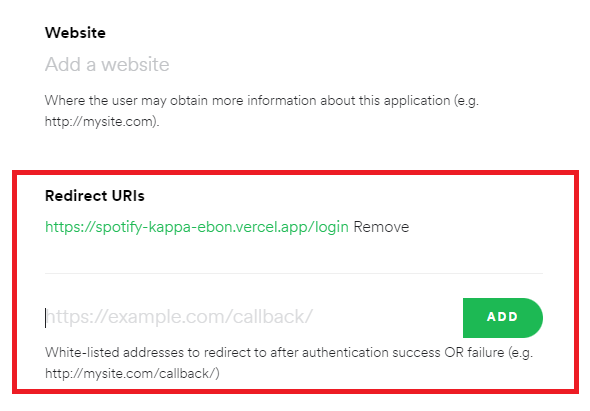 Website
Add a website
Where the user may obtain more information about this application (e.g.
http://mysite.com).
Redirect URIs
https://spotify-kappa-ebon.vercel.app/login Remove
https://example.com/callback/ ADD
White-listed addresses to redirect to after authentication success OR failure (e.g.
http://mysite.com/callback/)